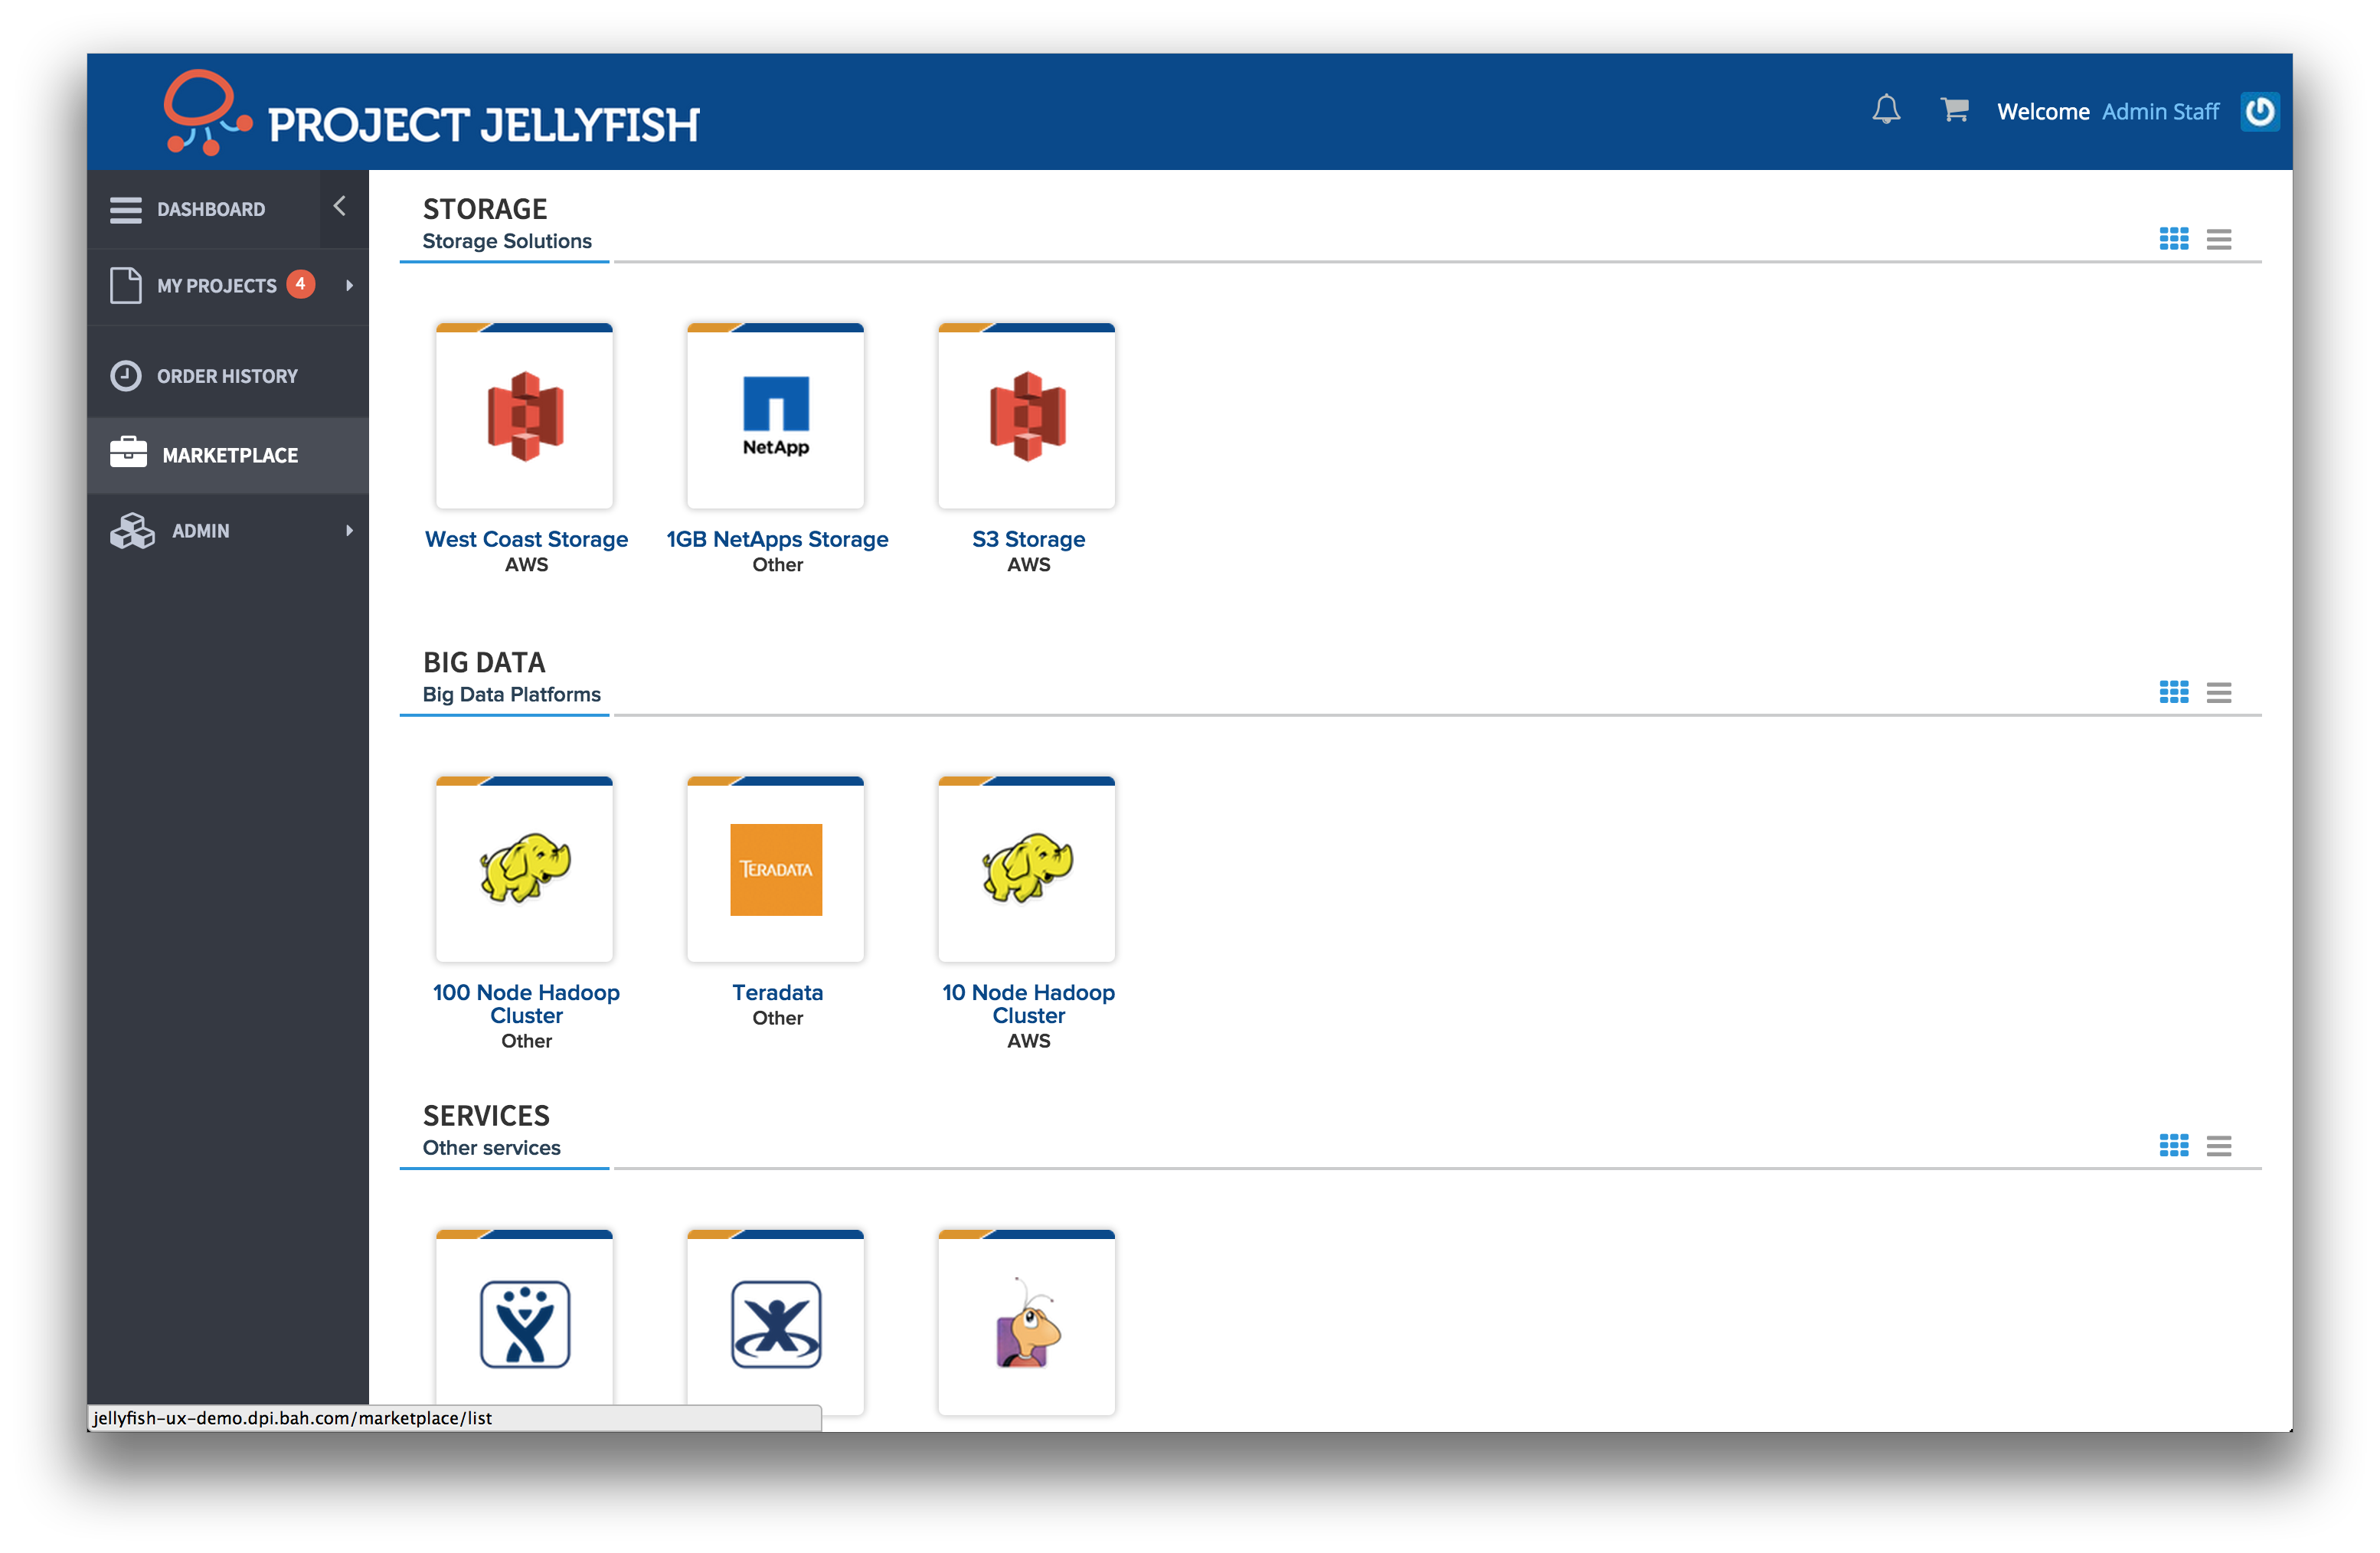 PROJECT JELLYFISH
Welcome Admin Staff
DASHBOARD
MY PROJECTS 4
ORDER HISTORY
MARKETPLACE
ADMIN
STORAGE
Storage Solutions
NetApp
West Coast Storage
AWS
1GB NetApps Storage
Other
S3 Storage
AWS
BIG DATA
Big Data Platforms
TERADATA
100 Node Hadoop
Cluster
Other
Teradata
Other
10 Node Hadoop
Cluster
AWS
SERVICES
Other services
jellyfish-ux-demo.dpi.bah.com/marketplace/list